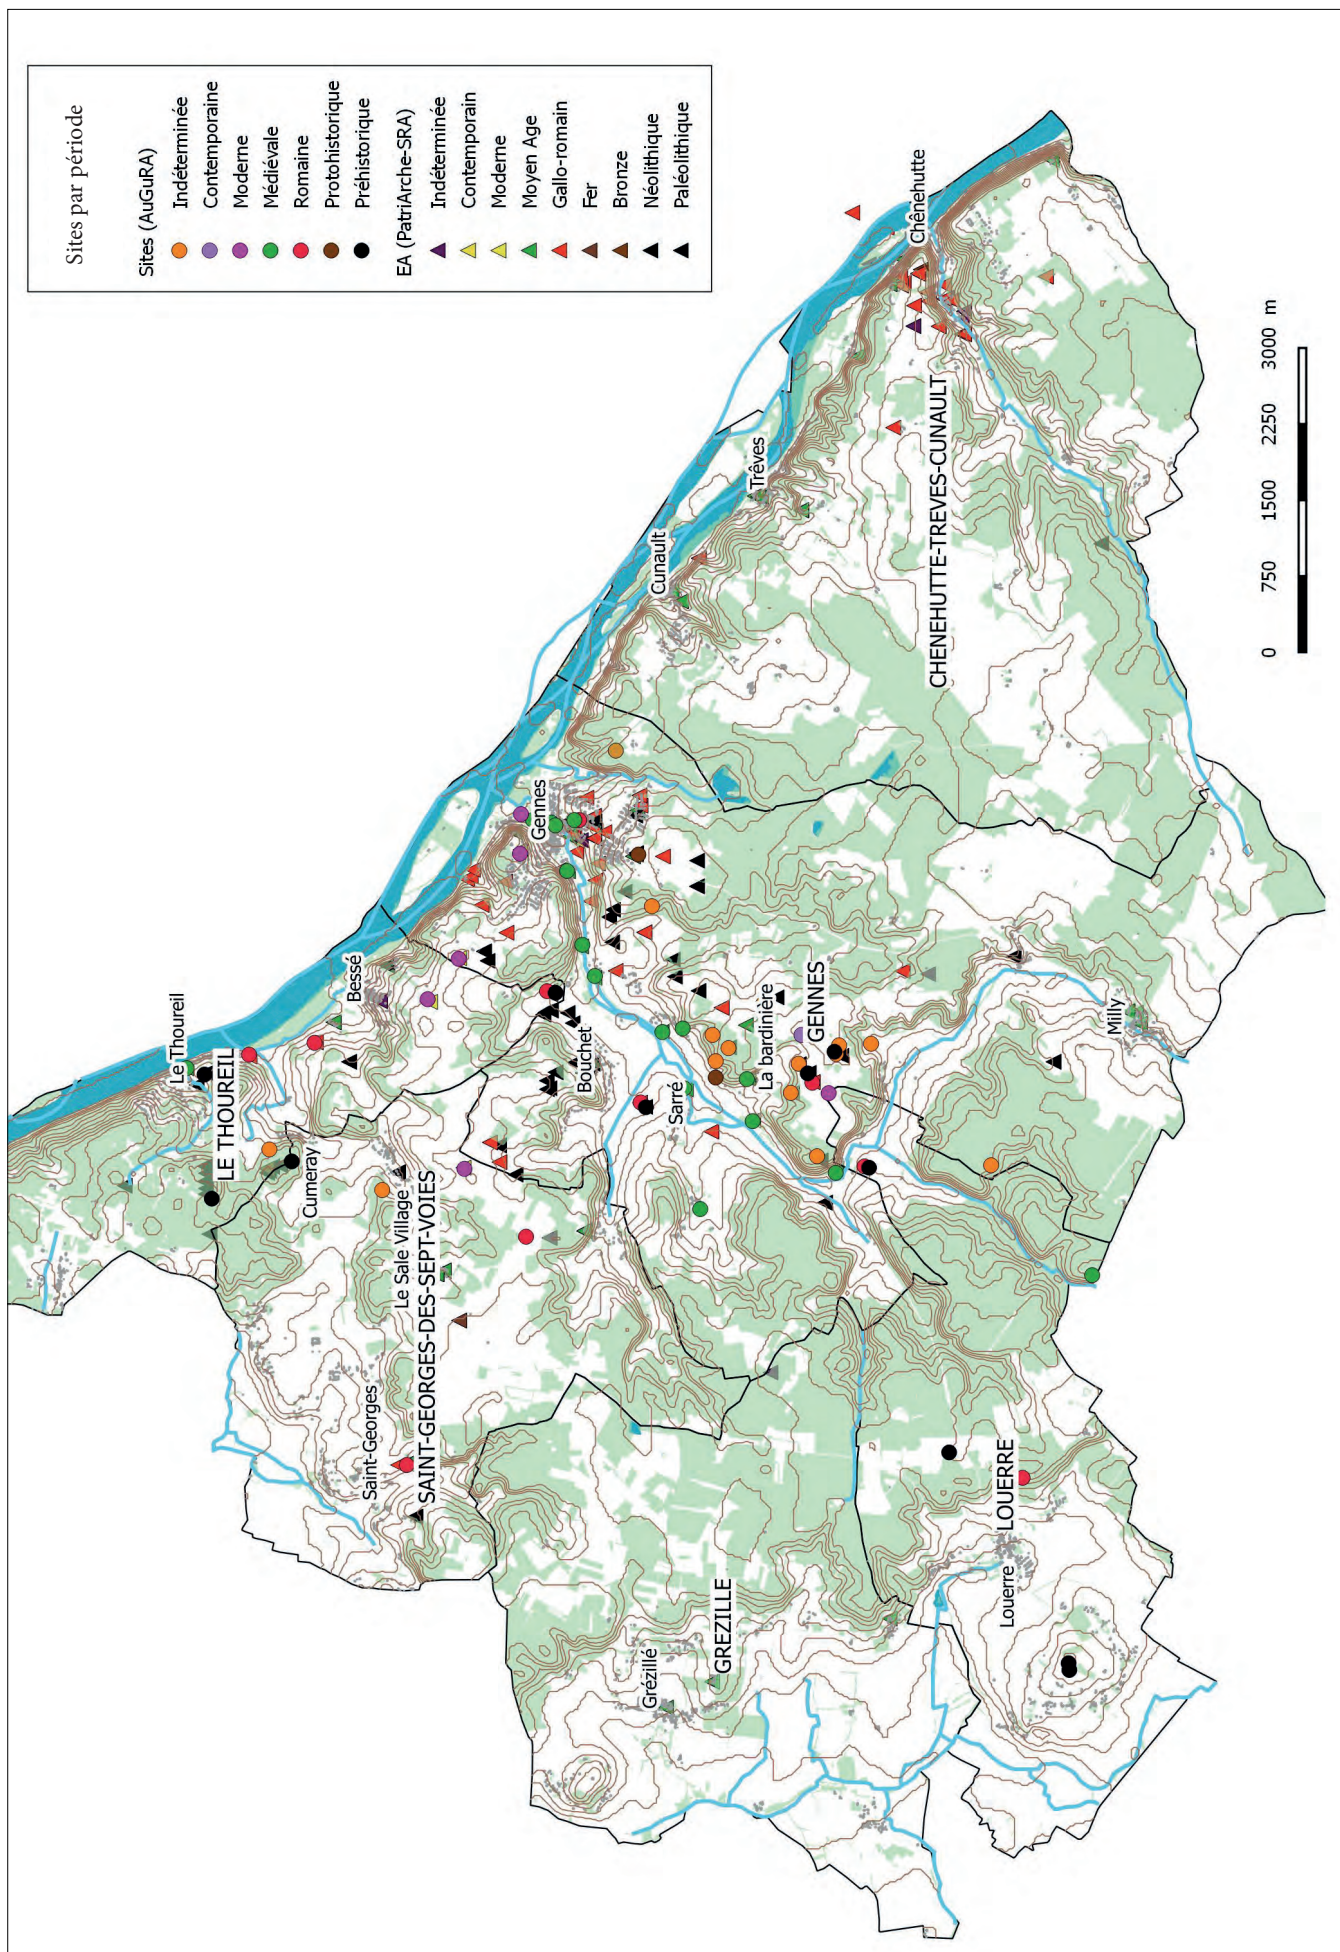 Sites par période
Sites (AuGuRA)
Indéterminée
Contemporaine
Moderne
Médiévale
Romaine
Protohistorique
Préhistorique
EA (PatriArche-SRA)
Indéterminée
Contemporain
Moderne
Moyen Age
Gallo-romain
Fer
Bronze
Néolithique
Paléolithique
Le Thoureil
LE THOUREIL
Cumeray
Bessé
Le Sale Village
Saint-Georges
SAINT-GEORGES-DES-SEPT-VOIES
Gennes
Bouchet
Sarré
La bardinière
GENNES
Milly
Cunault
Trêves
Chênehutte
CHENEHUTTE-TREVES-CUNAULT
Grézillé
GREZILLE
Louerre
LOUERRE
0 750 1500 2250 3000 m